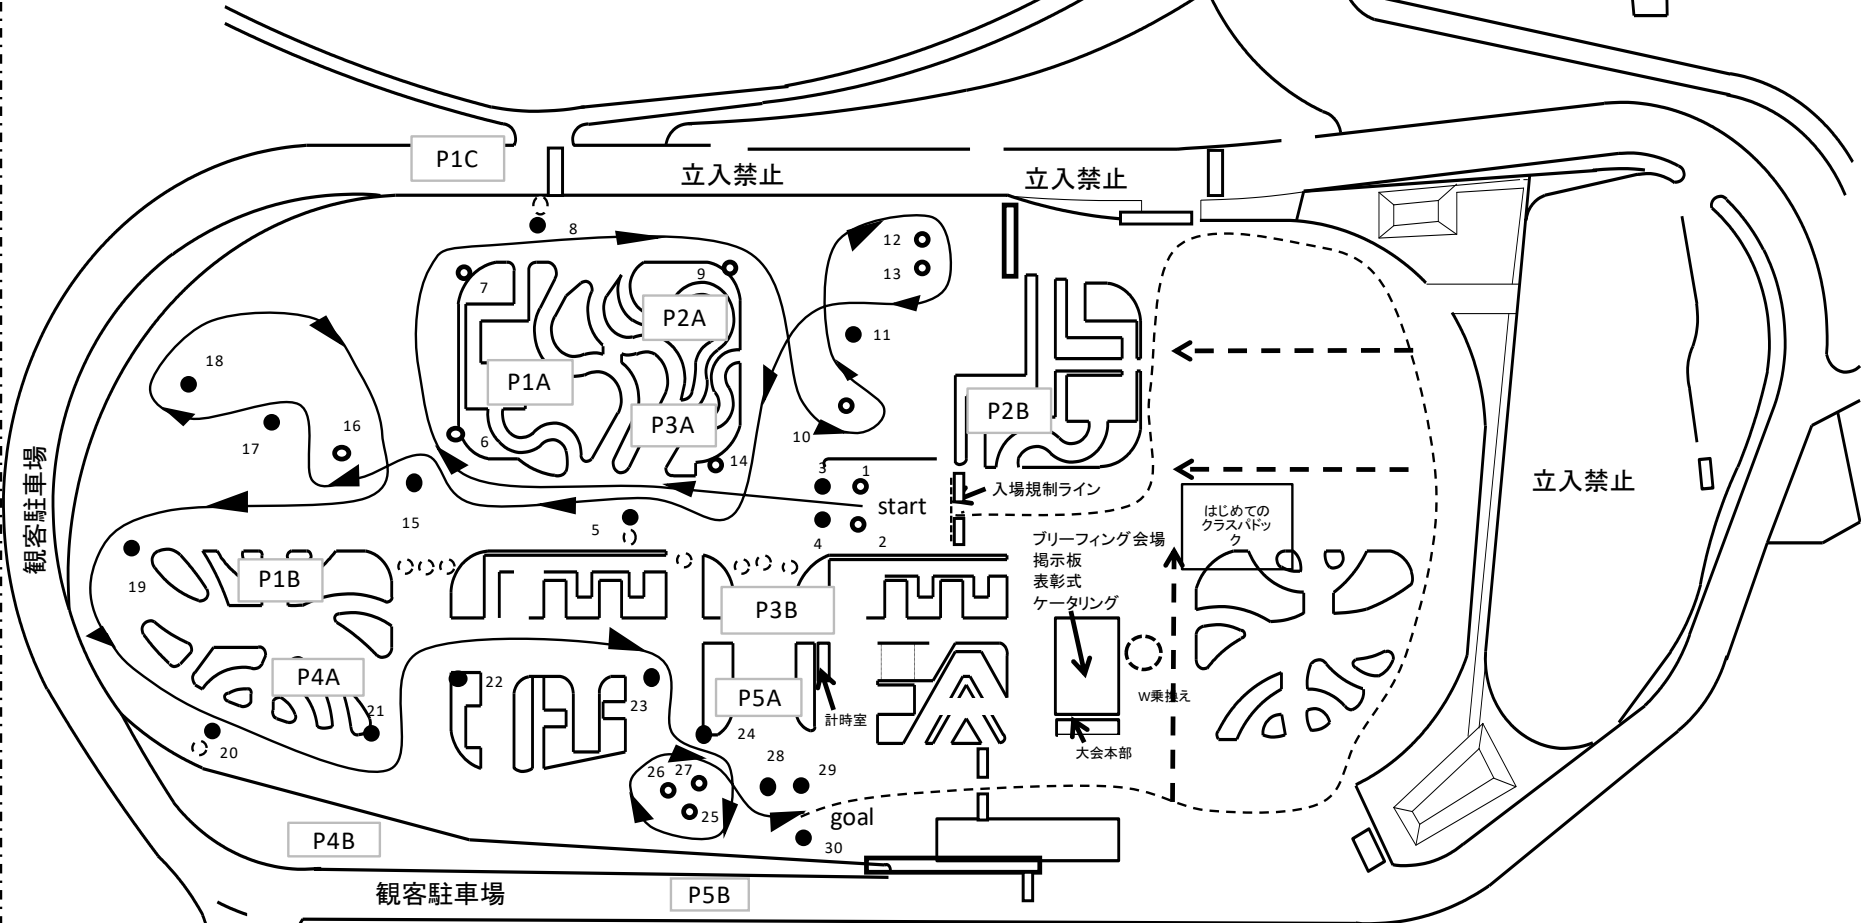 P1C
立入禁止
立入禁止
8
12
13
9
7
P2A
11
18
P1A
P2B
16
P3A
10
17
6
14
観客駐車場
3
1
入場規制ライン
立入禁止
start
15
5
4
2
はじめての
クラスパドッ
ク
ブリーフィング会場
掲示板
表彰式
ケータリング
19
P1B
P3B
P4A
22
P5A
W乗換え
23
21
計時室
24
20
大会本部
28
29
26
27
25
goal
P4B
30
観客駐車場
P5B